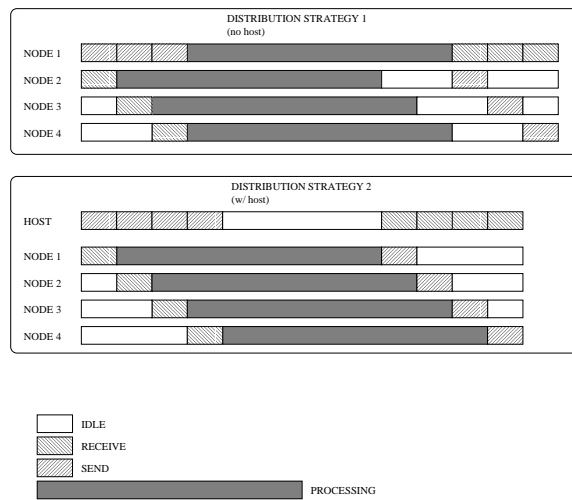 DISTRIBUTION STRATEGY 1
(no host)
NODE 1
NODE 2
NODE 3
NODE 4
DISTRIBUTION STRATEGY 2
(w/ host)
HOST
NODE 1
NODE 2
NODE 3
NODE 4
IDLE
RECEIVE
SEND
PROCESSING